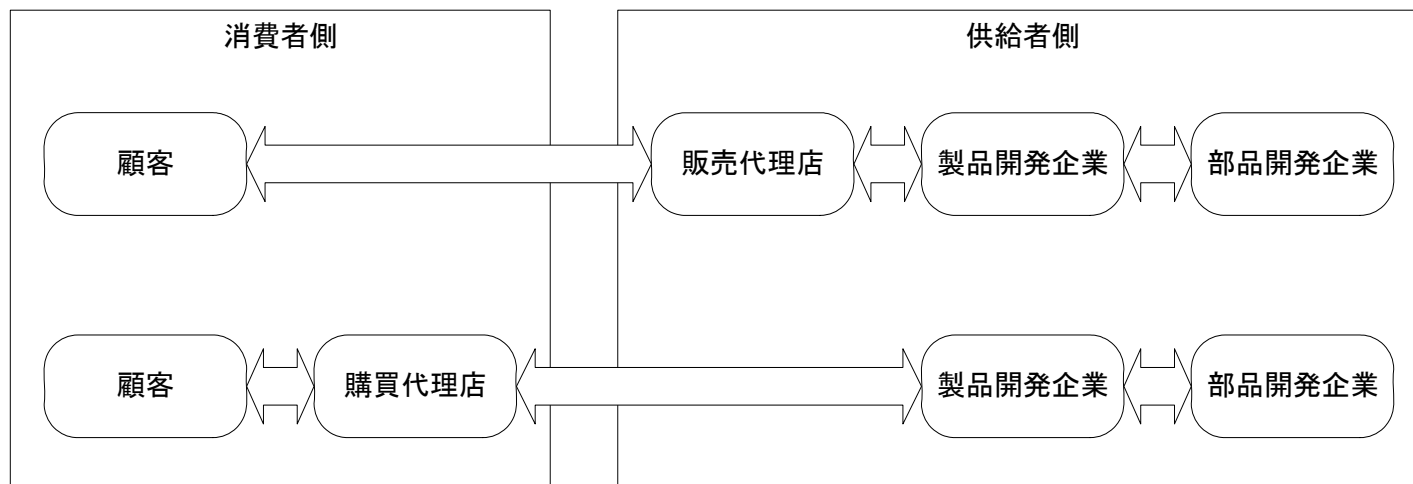 消費者側
供給者側
顧客
販売代理店
製品開発企業
部品開発企業
顧客
購買代理店
製品開発企業
部品開発企業